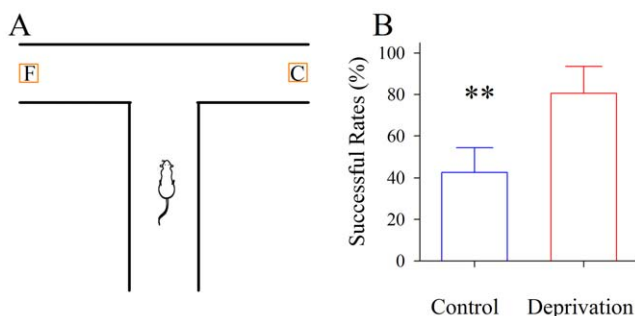 A
F
C
B
Successful Rates (%)
100
80
60
40
20
0
**
Control Deprivation